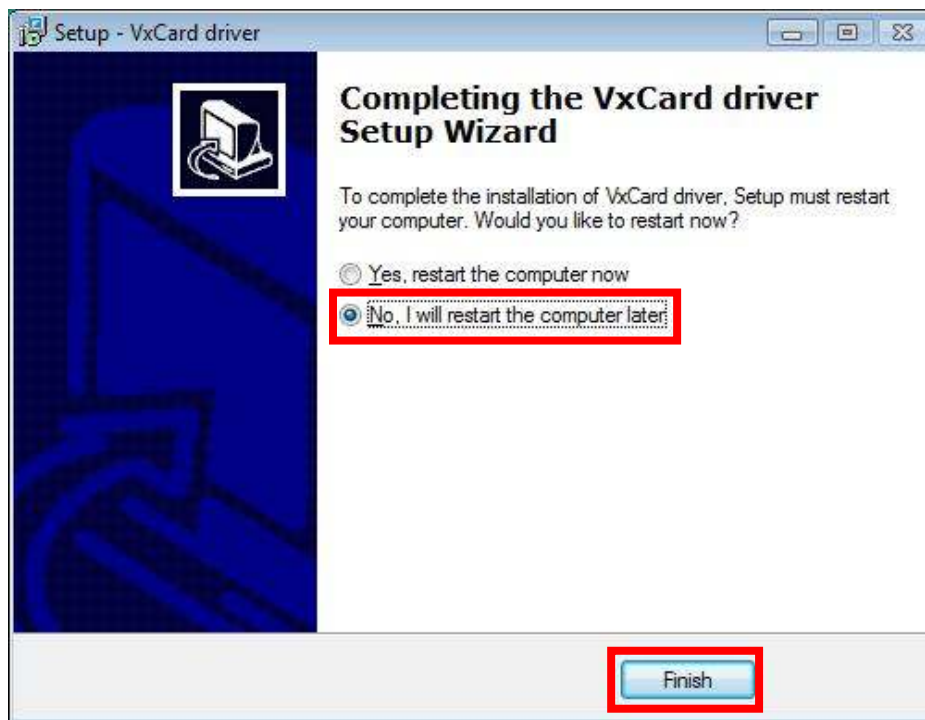 Setup - VxCard driver
Completing the VxCard driver
Setup Wizard
To complete the installation of VxCard driver, Setup must restart
your computer. Would you like to restart now?
Yes, restart the computer now
No, I will restart the computer later
Finish